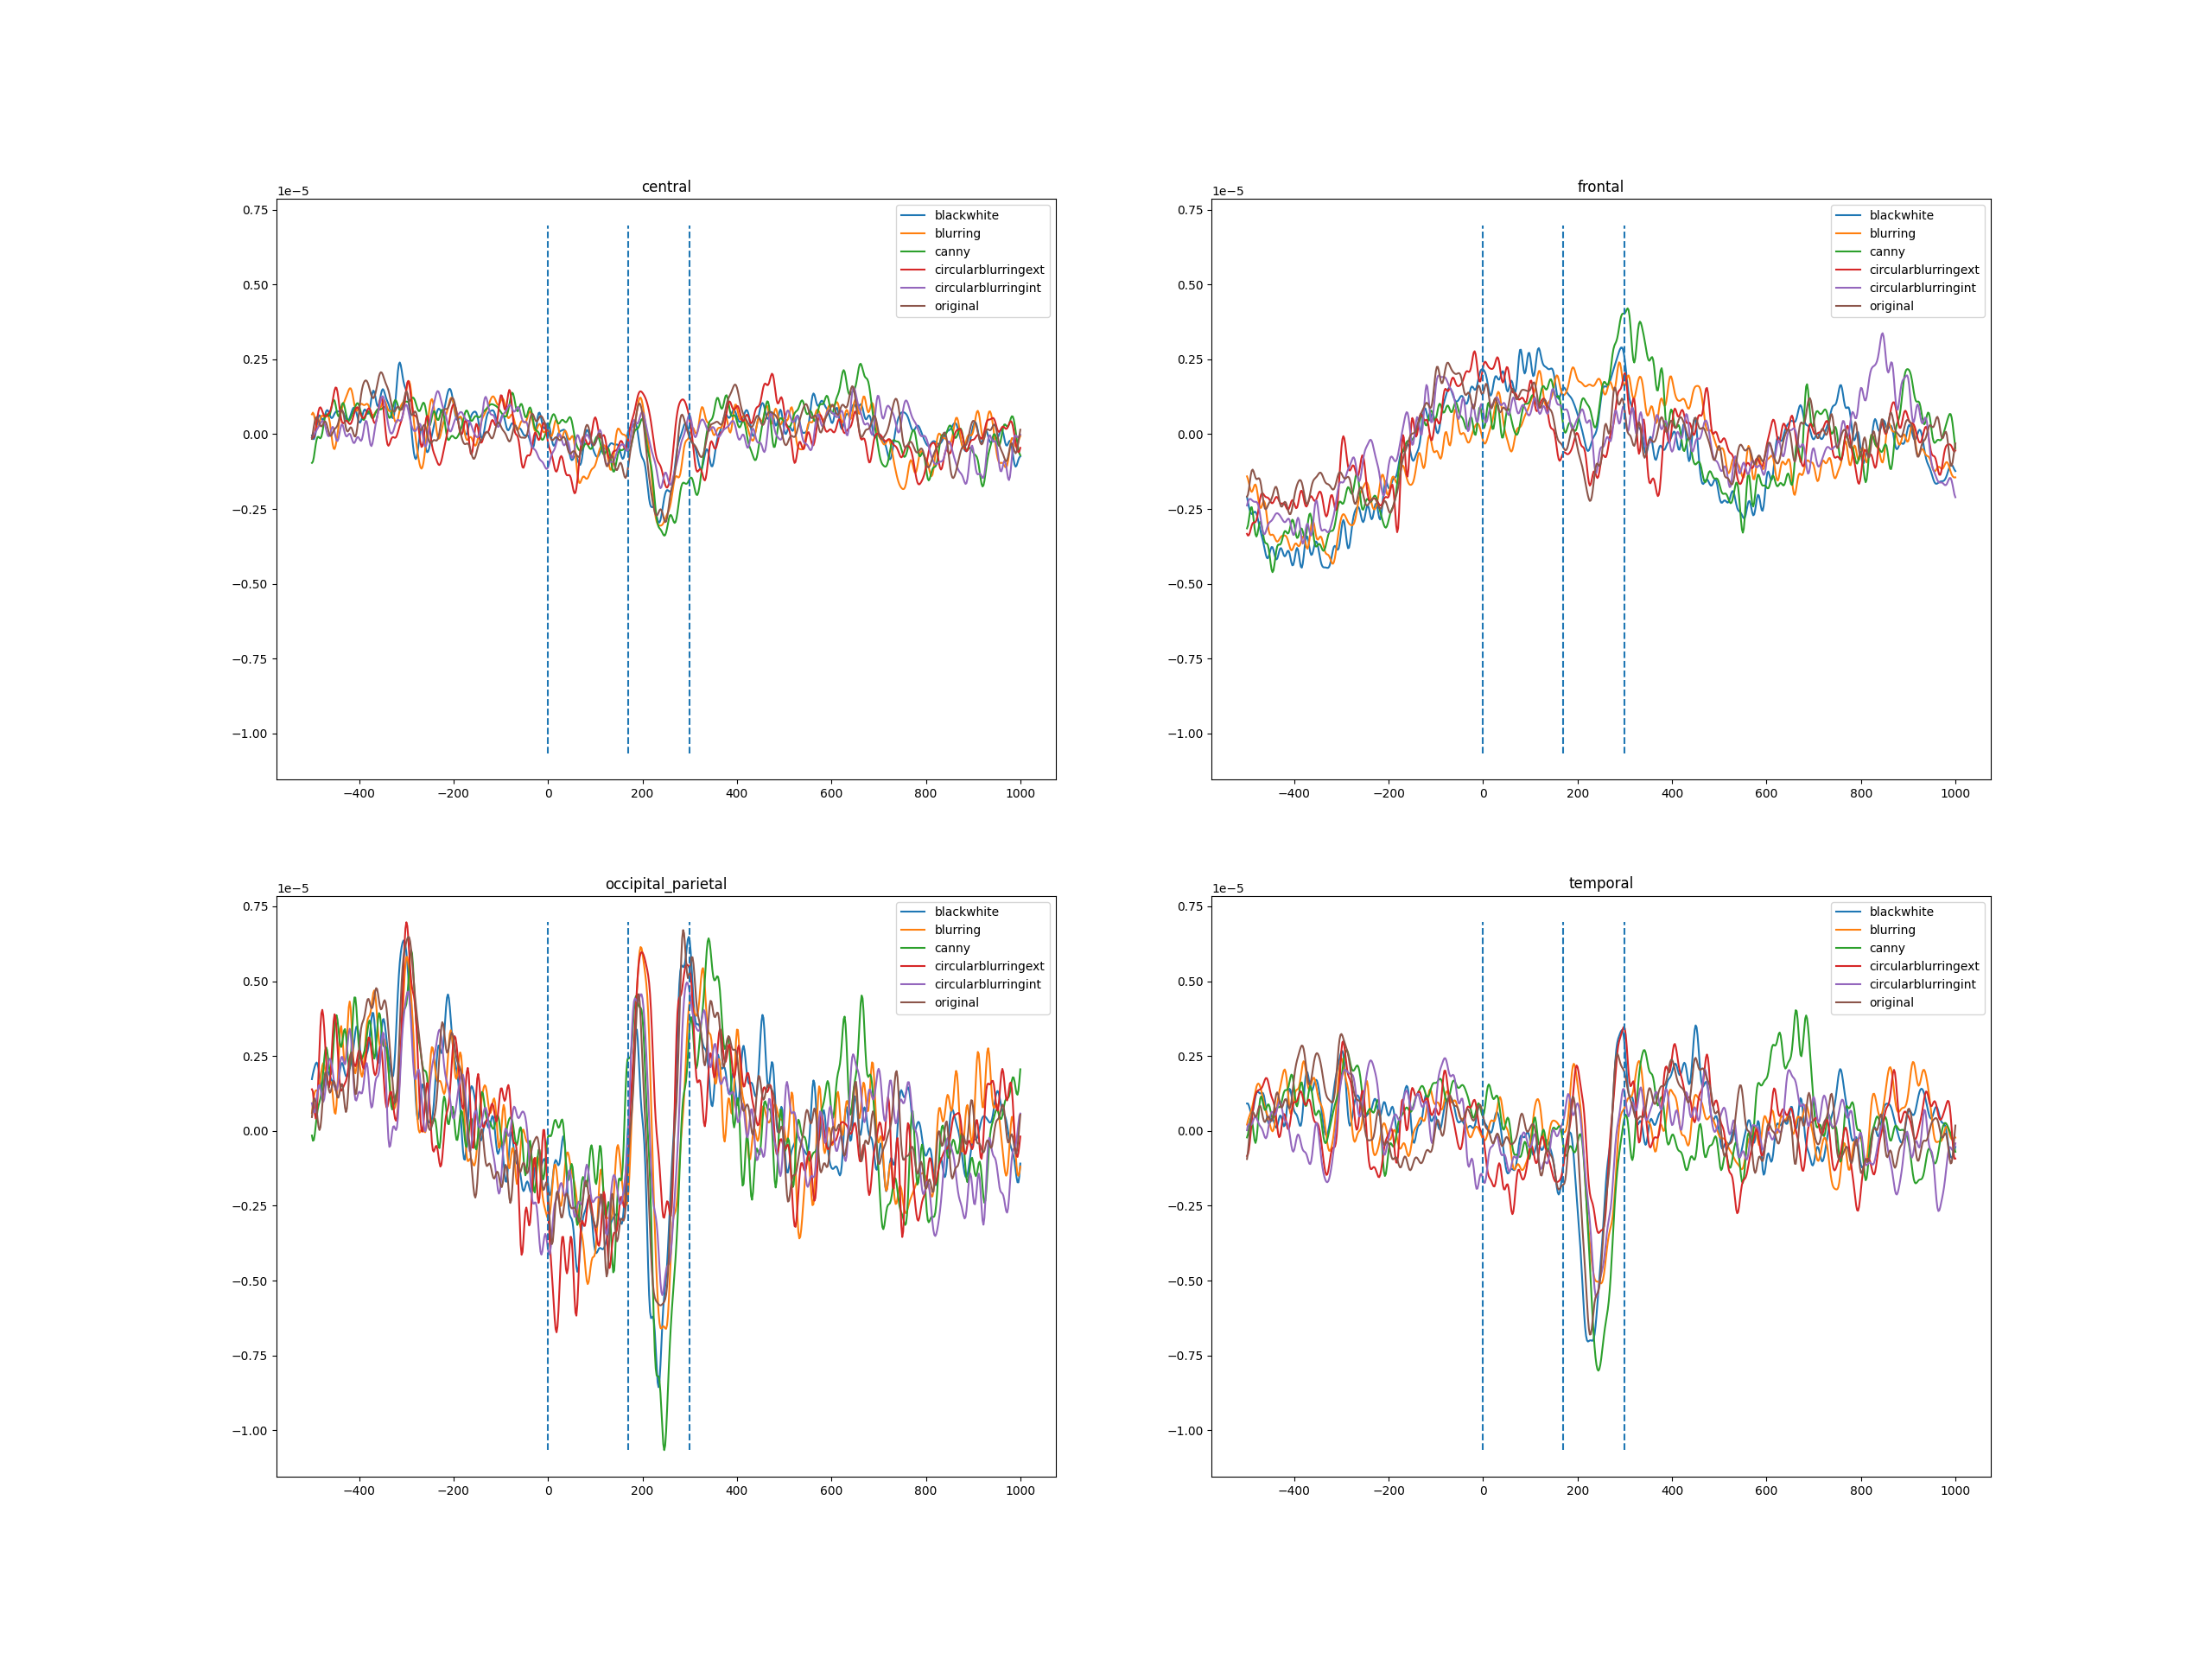 central
1e−5
0.75
0.50
0.25
0.00
−0.25
−0.50
−0.75
−1.00
−400 −200 0 200 400 600 800 1000
blackwhite
blurring
canny
circularblurringext
circularblurringint
original
frontal
1e−5
0.75
0.50
0.25
0.00
−0.25
−0.50
−0.75
−1.00
−400 −200 0 200 400 600 800 1000
blackwhite
blurring
canny
circularblurringext
circularblurringint
original
occipital_parietal
1e−5
0.75
0.50
0.25
0.00
−0.25
−0.50
−0.75
−1.00
−400 −200 0 200 400 600 800 1000
blackwhite
blurring
canny
circularblurringext
circularblurringint
original
temporal
1e−5
0.75
0.50
0.25
0.00
−0.25
−0.50
−0.75
−1.00
−400 −200 0 200 400 600 800 1000
blackwhite
blurring
canny
circularblurringext
circularblurringint
original